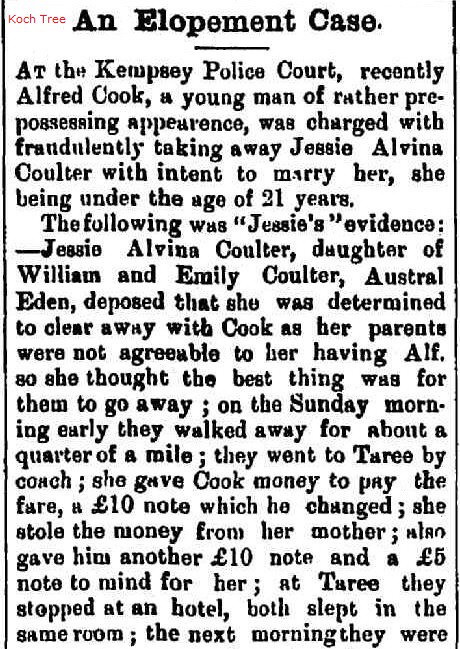 Koch Tree
An Elopement Case.
AT the Kempsey Police Court, recently
Alfred Cook, a young man of rather pre-
possessing appearence, was charged with
fraudulently taking away Jessie Alvina
Coulter with intent to marry her, she
being under the age of 21 years.
The following was "Jessie's" evidence:
—Jessie Alvina Coulter, daughter of
William and Emily Coulter, Austral
Eden, deposed that she was determined
to clear away with Cook as her parents
were not agreeable to her having Alf.
so she thought the best thing was for
them to go away ; on the Sunday morn-
ing early they walked away for about a
quarter of a mile ; they went to Taree by
coach ; she gave Cook money to pay the
fare, a £10 note which he changed ; she
stole the money from her mother ; also
gave him another £10 note and a £5
note to mind for her ; at Taree they
stopped at an hotel, both slept in the
same room ; the next morning they were